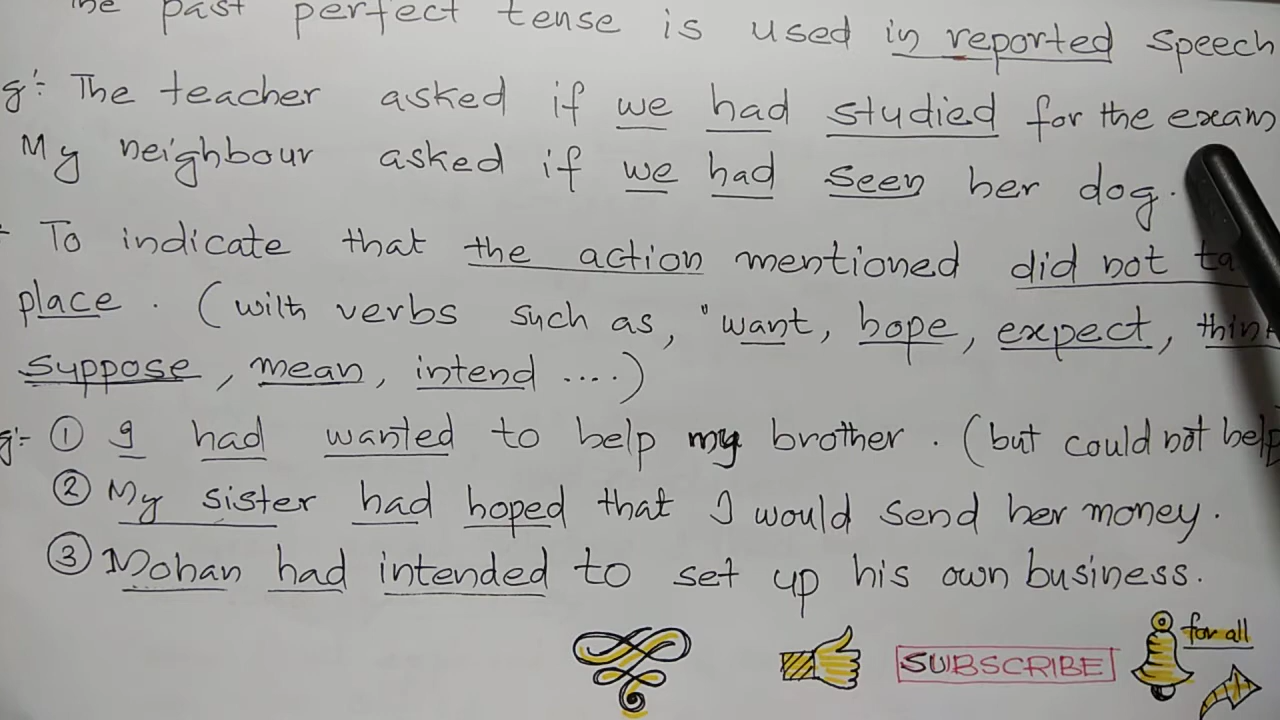 The past perfect tense is used in reported speech
g:- The teacher asked if we had studied for the exam
My neighbour asked if we had seen her dog.
To indicate that the action mentioned did not ta
place. (with verbs such as, "want, hope, expect, think
suppose, mean, intend ....)
g:- ① I had wanted to help my brother. (but could not help
② My sister had hoped that I would send her money.
③ Mohan had intended to set up his own business.
for all
SUBSCRIBE